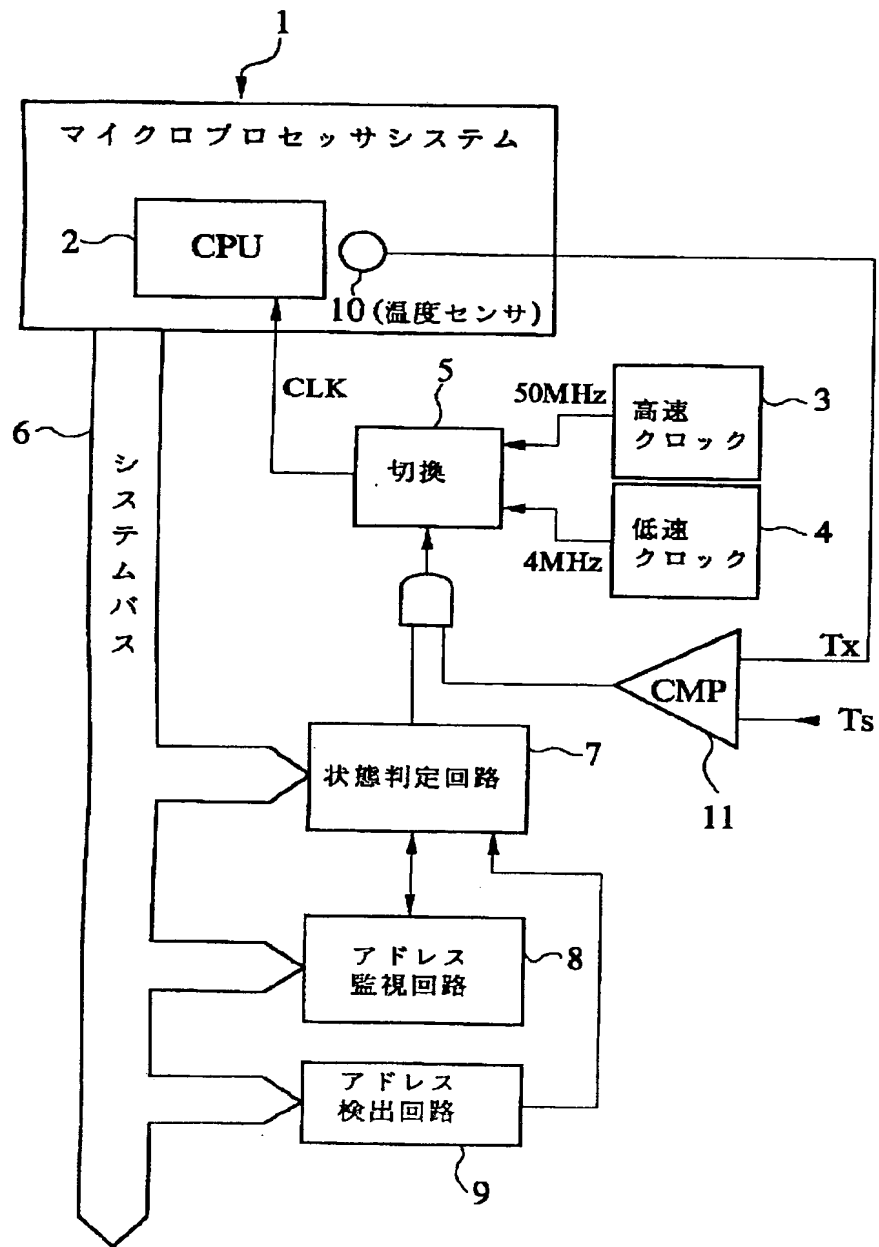 1
マイクロプロセッサシステム
2
CPU
10(温度センサ)
CLK
5
50MHz
高速
クロック
3
6
切換
4MHz
低速
クロック
4
システムバス
Tx
CMP
Ts
11
状態判定回路
7
アドレス
監視回路
8
アドレス
検出回路
9